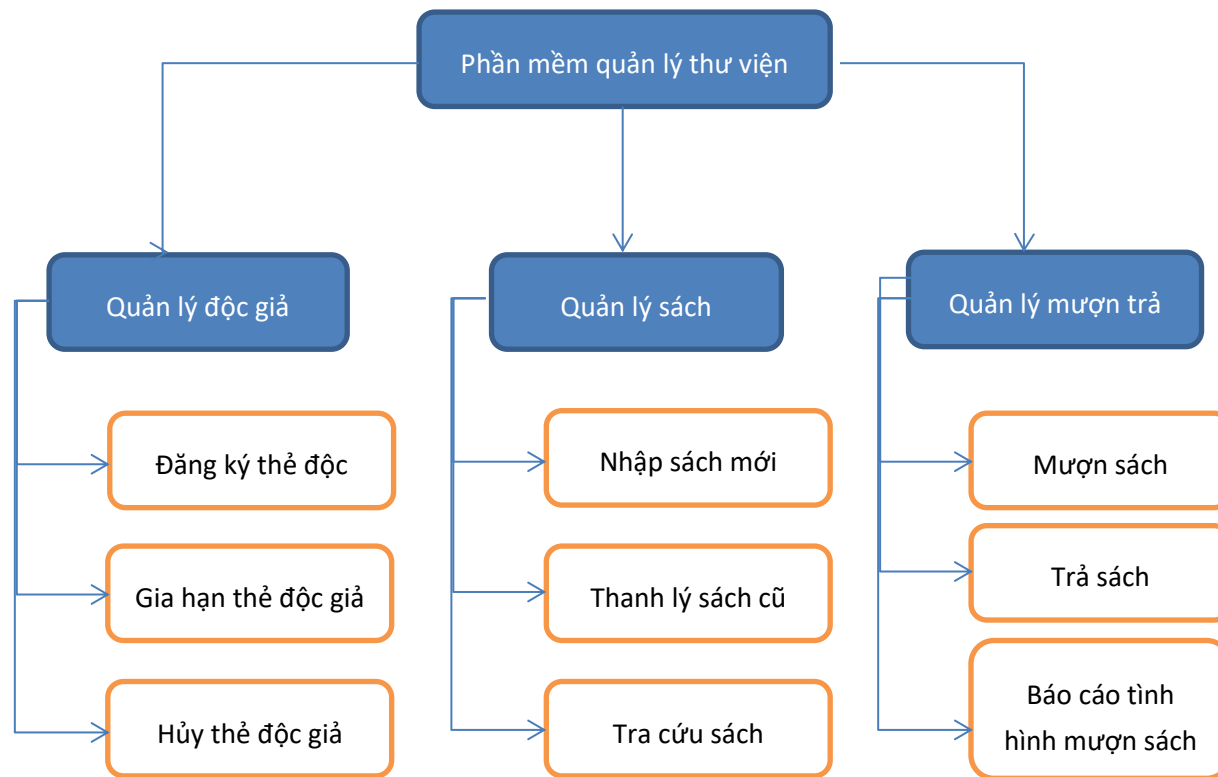 Phần mềm quản lý thư viện
Quản lý độc giả
Quản lý sách
Quản lý mượn trả
Đăng ký thẻ độc
Nhập sách mới
Mượn sách
Gia hạn thẻ độc giả
Thanh lý sách cũ
Trả sách
Hủy thẻ độc giả
Tra cứu sách
Báo cáo tình
hình mượn sách